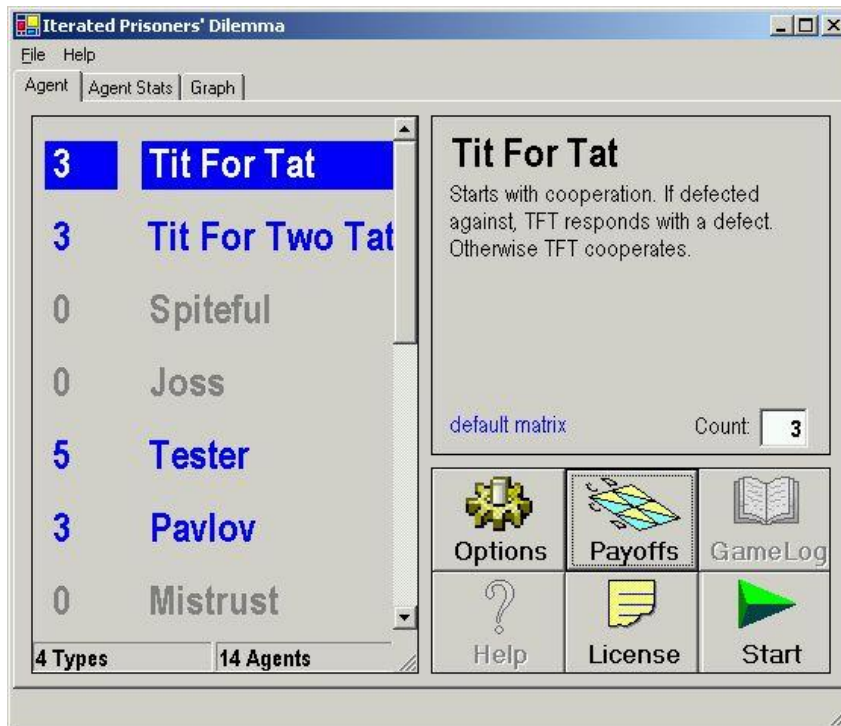 Iterated Prisoners' Dilemma
File Help
Agent Agent Stats Graph
3 Tit For Tat
3 Tit For Two Tat
0 Spiteful
0 Joss
5 Tester
3 Pavlov
0 Mistrust
4 Types 14 Agents
Tit For Tat
Starts with cooperation. If defected
against, TFT responds with a defect.
Otherwise TFT cooperates.
default matrix Count: 3
Options Payoffs GameLog
Help License Start